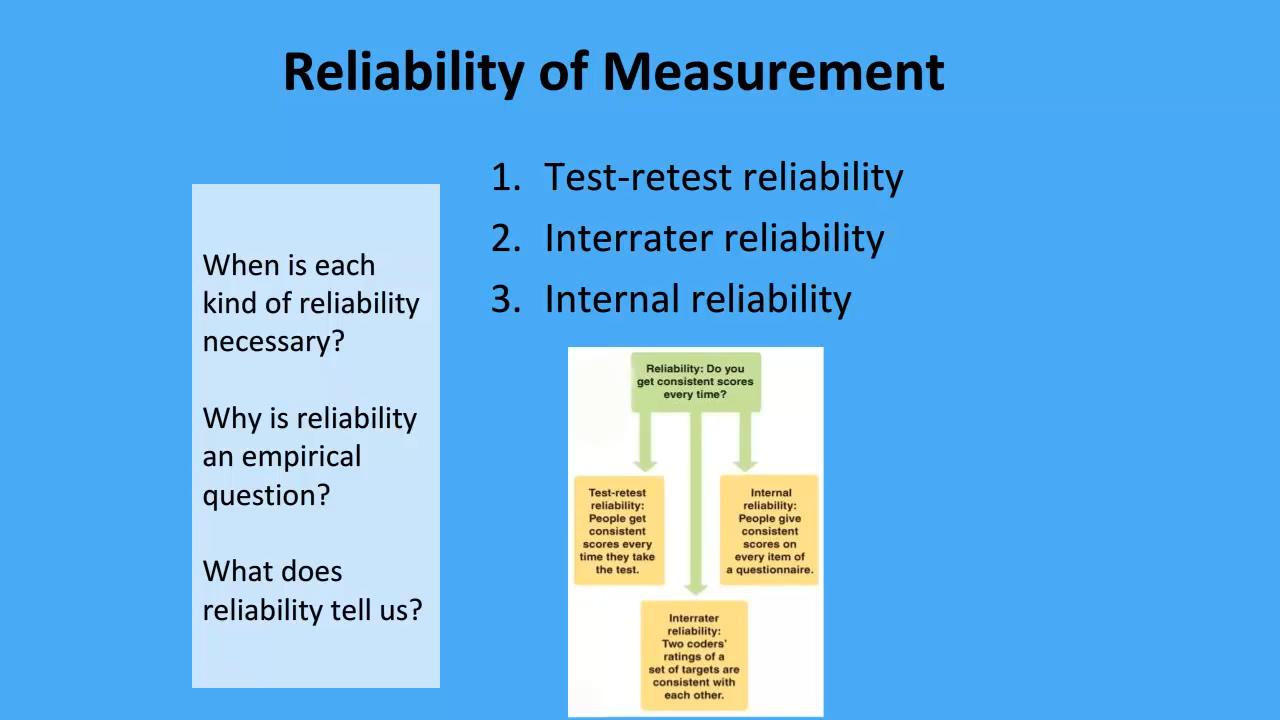 Reliability of Measurement
When is each
kind of reliability
necessary?
Why is reliability
an empirical
question?
What does
reliability tell us?
1. Test-retest reliability
2. Interrater reliability
3. Internal reliability
Reliability: Do you
get consistent scores
every time?
Test-retest
reliability:
People get
consistent
scores every
time they take
the test.
Internal
reliability:
People give
consistent
scores on
every item of
a questionnaire.
Interrater
reliability:
Two coders'
ratings of a
set of targets are
consistent with
each other.